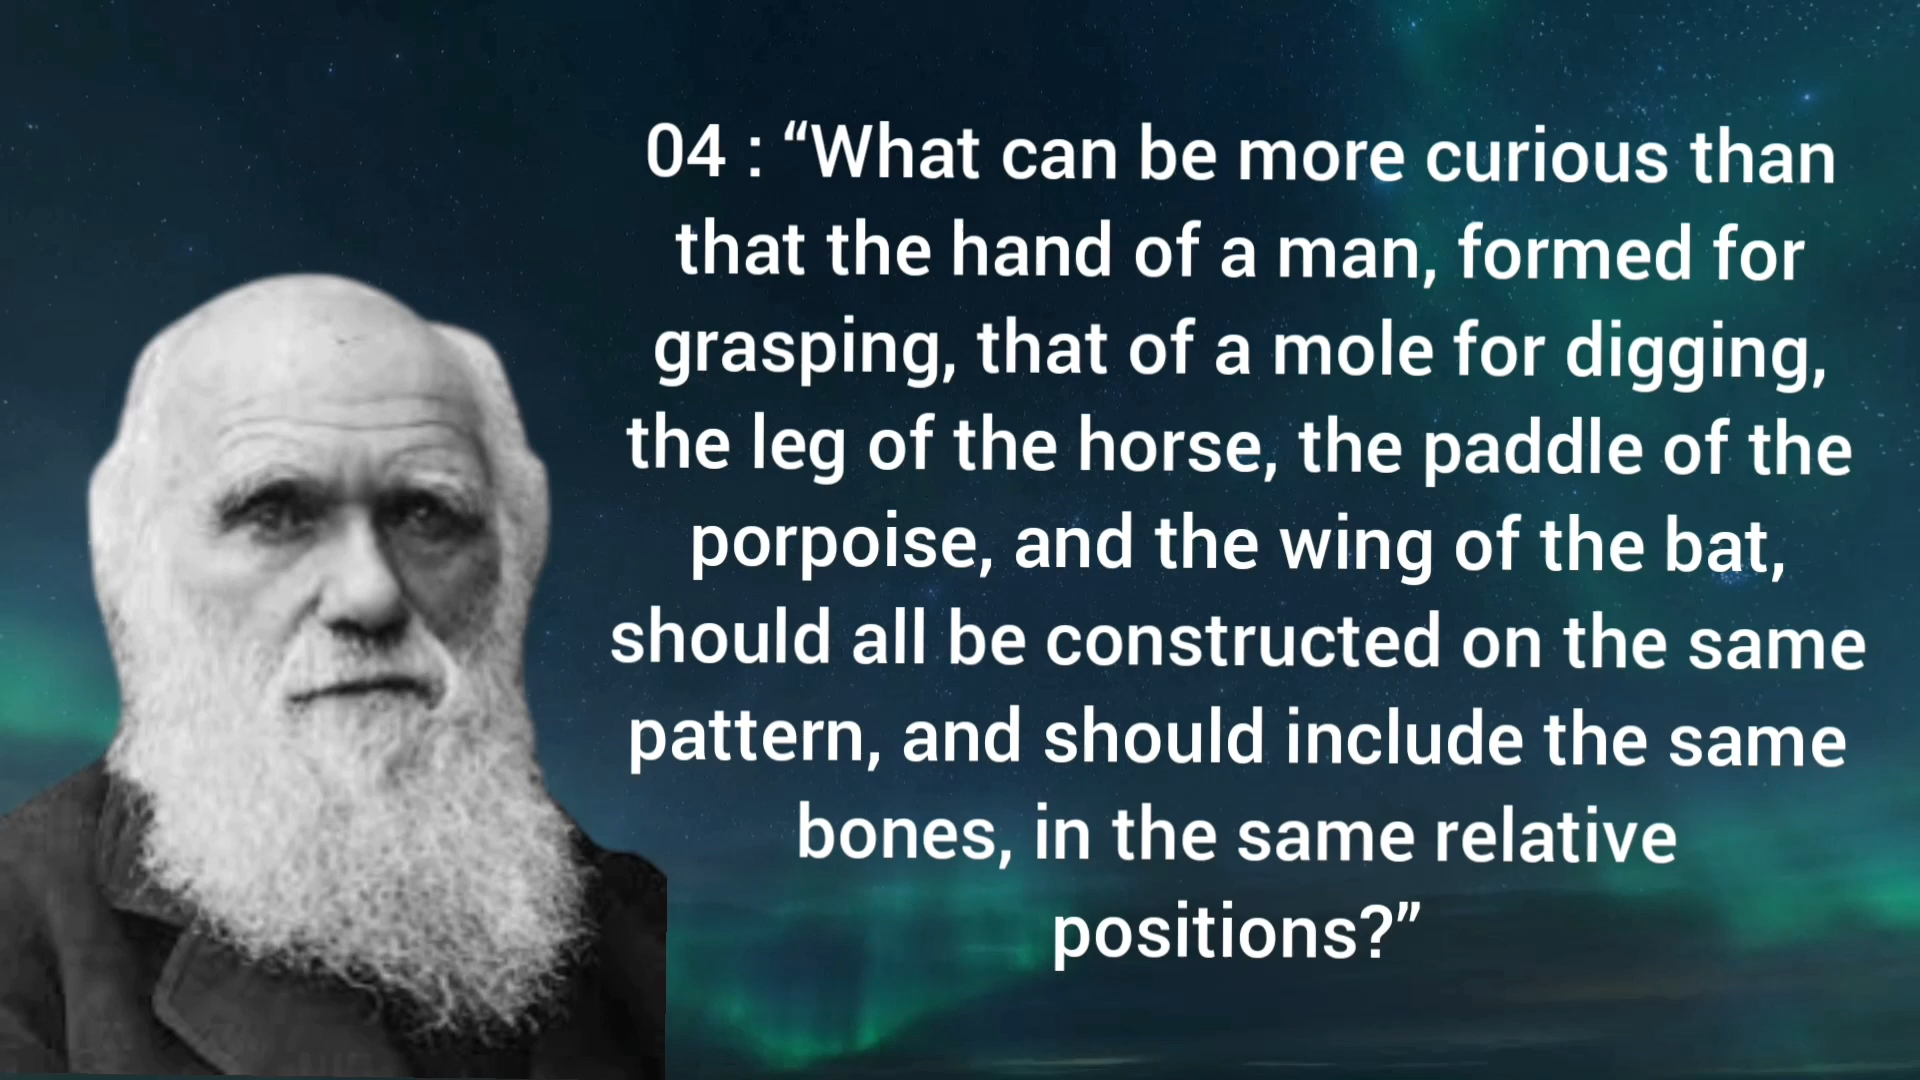 04 : “What can be more curious than
that the hand of a man, formed for
grasping, that of a mole for digging,
the leg of the horse, the paddle of the
porpoise, and the wing of the bat,
should all be constructed on the same
pattern, and should include the same
bones, in the same relative
positions?”